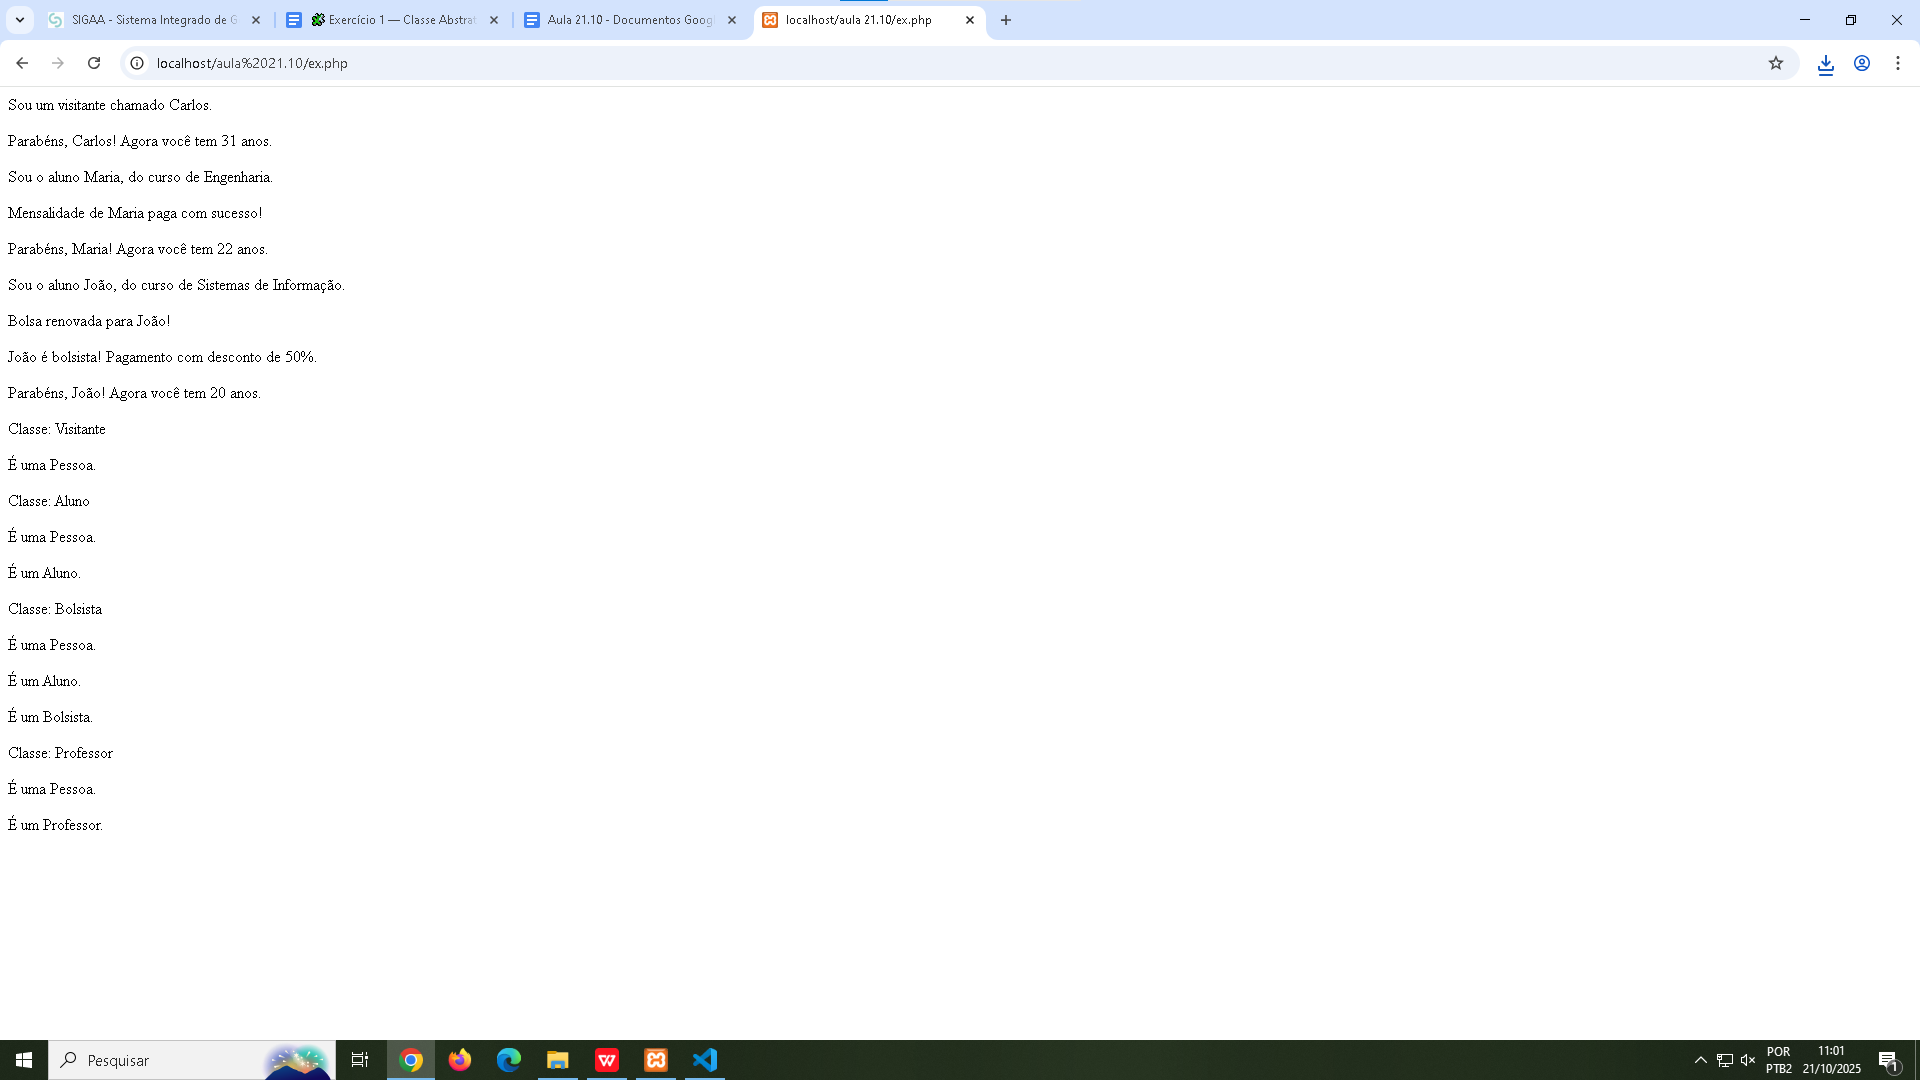 SIGAA - Sistema Integrado de G
Exercício 1 — Classe Abstrat
Aula 21.10 - Documentos Goog
localhost/aula 21.10/ex.php
localhost/aula%2021.10/ex.php
Sou um visitante chamado Carlos.
Parabéns, Carlos! Agora você tem 31 anos.
Sou o aluno Maria, do curso de Engenharia.
Mensalidade de Maria paga com sucesso!
Parabéns, Maria! Agora você tem 22 anos.
Sou o aluno João, do curso de Sistemas de Informação.
Bolsa renovada para João!
João é bolsista! Pagamento com desconto de 50%.
Parabéns, João! Agora você tem 20 anos.
Classe: Visitante
É uma Pessoa.
Classe: Aluno
É uma Pessoa.
É um Aluno.
Classe: Bolsista
É uma Pessoa.
É um Aluno.
É um Bolsista.
Classe: Professor
É uma Pessoa.
É um Professor.
Pesquisar
POR
PTB2
11:01
21/10/2025
1